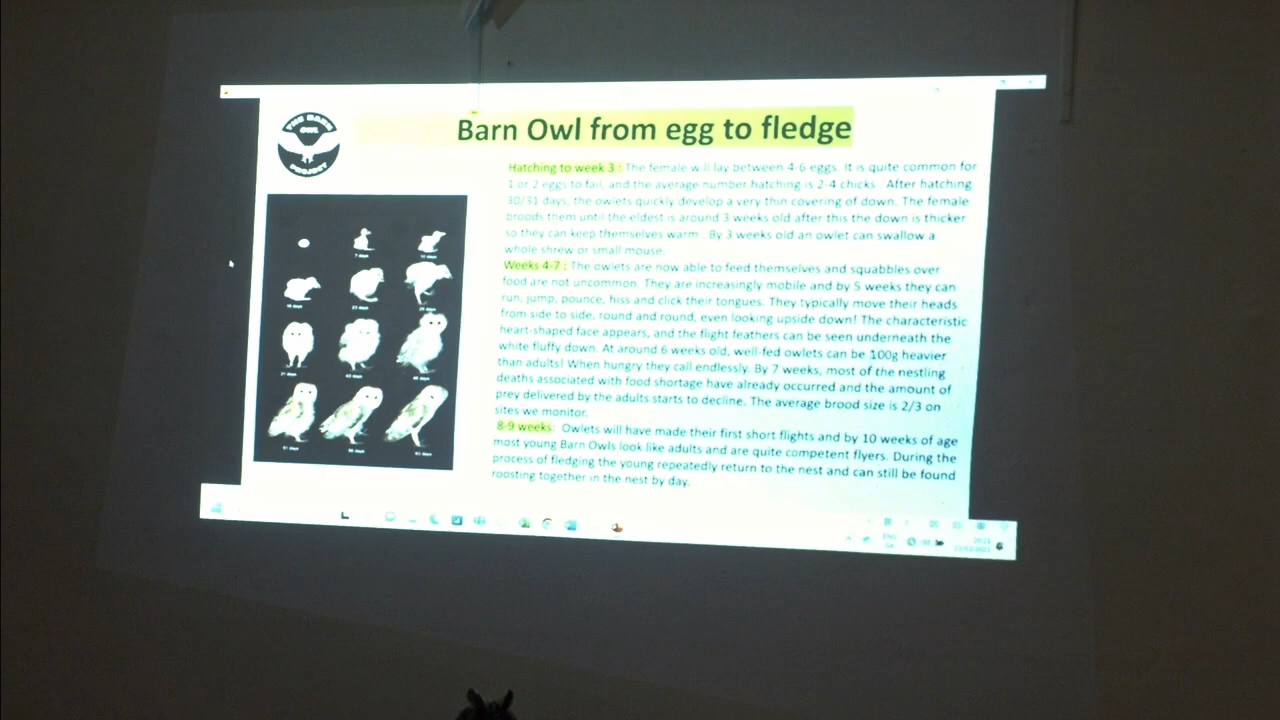 Barn Owl from egg to fledge
THE BARN
OWL
PROJECT
Hatching to week 3 : The female will lay between 4-6 eggs. It is quite common for
1 or 2 eggs to fail, and the average number hatching is 2-4 chicks . After hatching
30/31 days, the owlets quickly develop a very thin covering of down. The female
broods them until the eldest is around 3 weeks old after this the down is thicker
so they can keep themselves warm . By 3 weeks old an owlet can swallow a
whole shrew or small mouse.
Weeks 4-7 : The owlets are now able to feed themselves and squabbles over
food are not uncommon. They are increasingly mobile and by 5 weeks they can
run, jump, pounce, hiss and click their tongues. They typically move their heads
from side to side, round and round, even looking upside down! The characteristic
heart-shaped face appears, and the flight feathers can be seen underneath the
white fluffy down. At around 6 weeks old, well-fed owlets can be 100g heavier
than adults! When hungry they call endlessly. By 7 weeks, most of the nestling
deaths associated with food shortage have already occurred and the amount of
prey delivered by the adults starts to decline. The average brood size is 2/3 on
sites we monitor.
8-9 weeks: Owlets will have made their first short flights and by 10 weeks of age
most young Barn Owls look like adults and are quite competent flyers. During the
process of fledging the young repeatedly return to the nest and can still be found
roosting together in the nest by day.
ENG